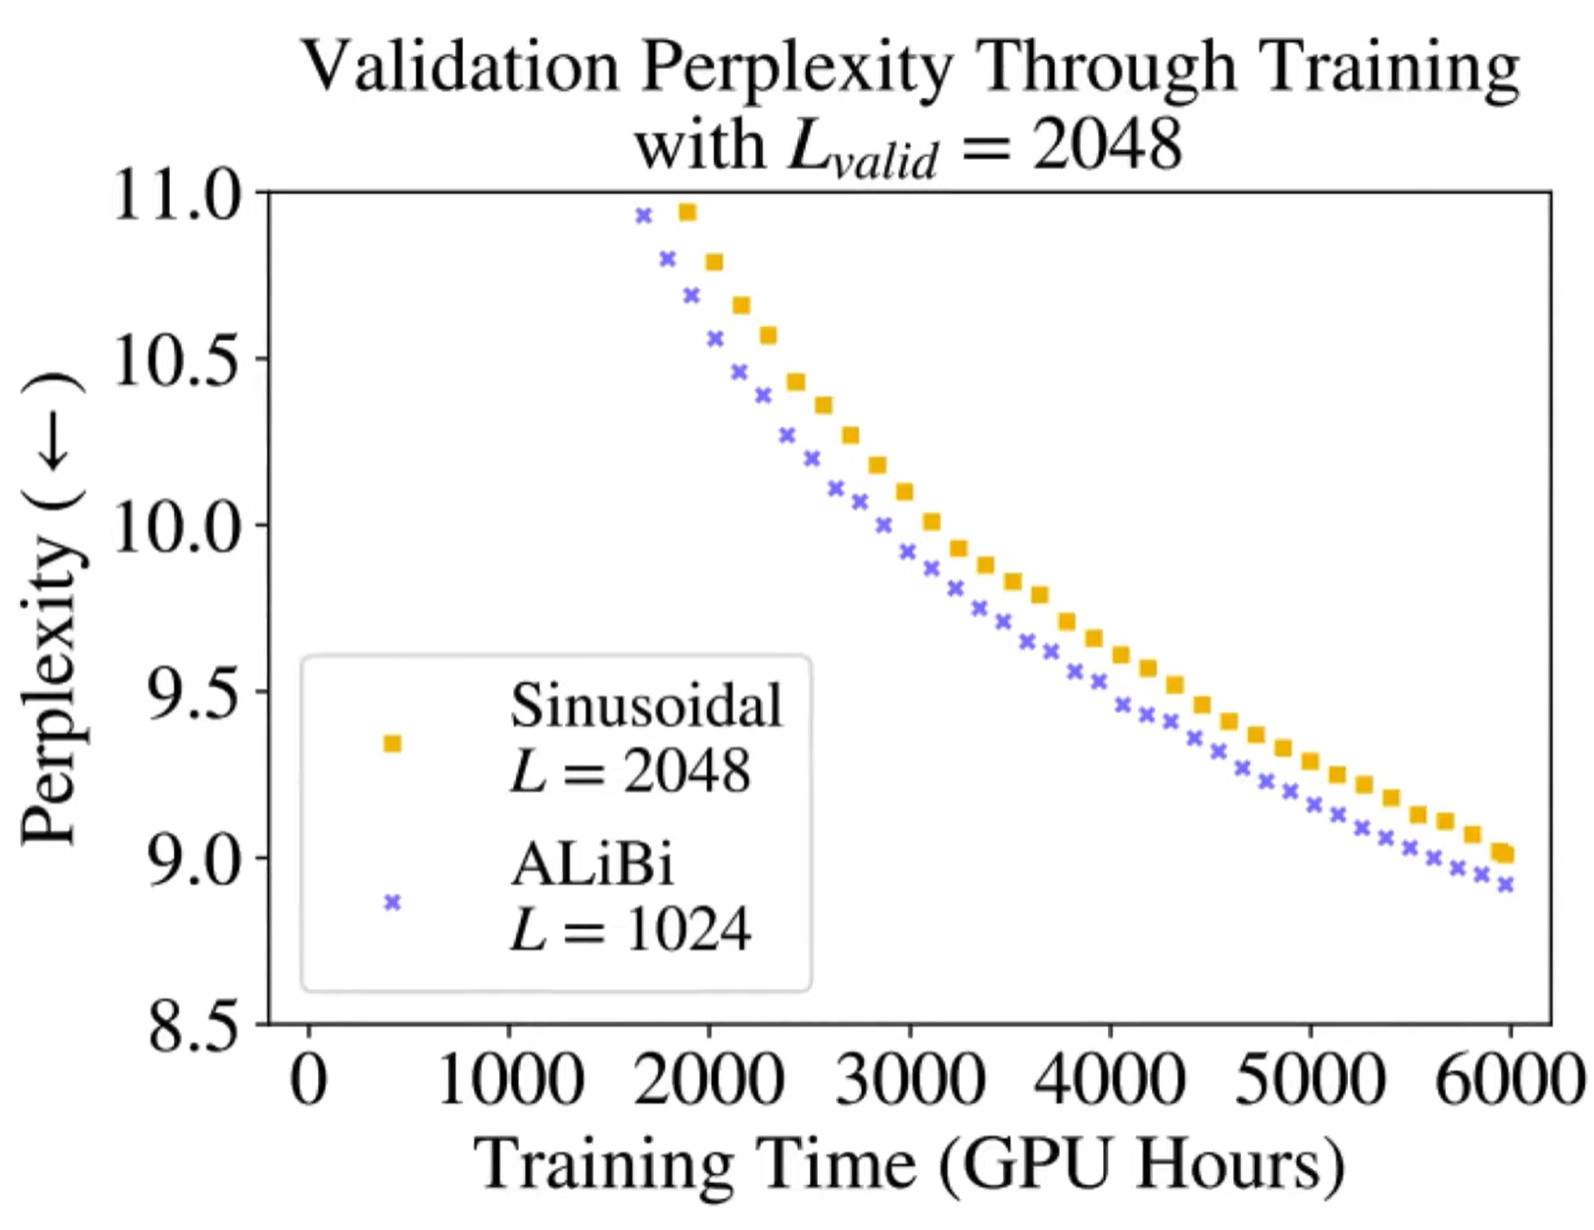 Validation Perplexity Through Training
with L_valid = 2048
Perplexity (←)
11.0
10.5
10.0
9.5
9.0
8.5
Sinusoidal
L = 2048
ALiBi
L = 1024
0 1000 2000 3000 4000 5000 6000
Training Time (GPU Hours)